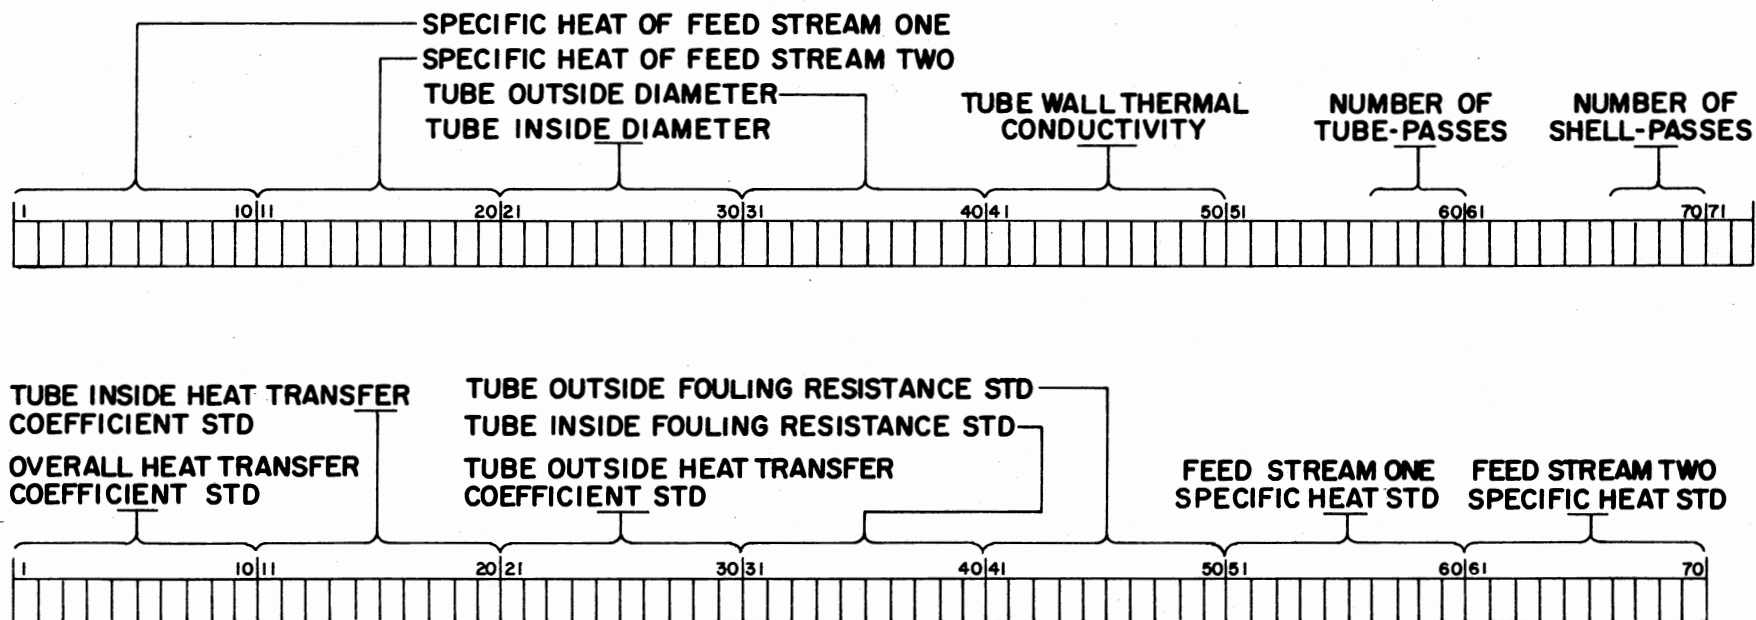 SPECIFIC HEAT OF FEED STREAM ONE
SPECIFIC HEAT OF FEED STREAM TWO
TUBE OUTSIDE DIAMETER
TUBE INSIDE DIAMETER
TUBE WALL THERMAL
CONDUCTIVITY
NUMBER OF
TUBE-PASSES
NUMBER OF
SHELL-PASSES
1 10 11 20 21 30 31 40 41 50 51 60 61 70 71
TUBE INSIDE HEAT TRANSFER
COEFFICIENT STD
OVERALL HEAT TRANSFER
COEFFICIENT STD
TUBE OUTSIDE FOULING RESISTANCE STD
TUBE INSIDE FOULING RESISTANCE STD
TUBE OUTSIDE HEAT TRANSFER
COEFFICIENT STD
FEED STREAM ONE
SPECIFIC HEAT STD
FEED STREAM TWO
SPECIFIC HEAT STD
1 10 11 20 21 30 31 40 41 50 51 60 61 70